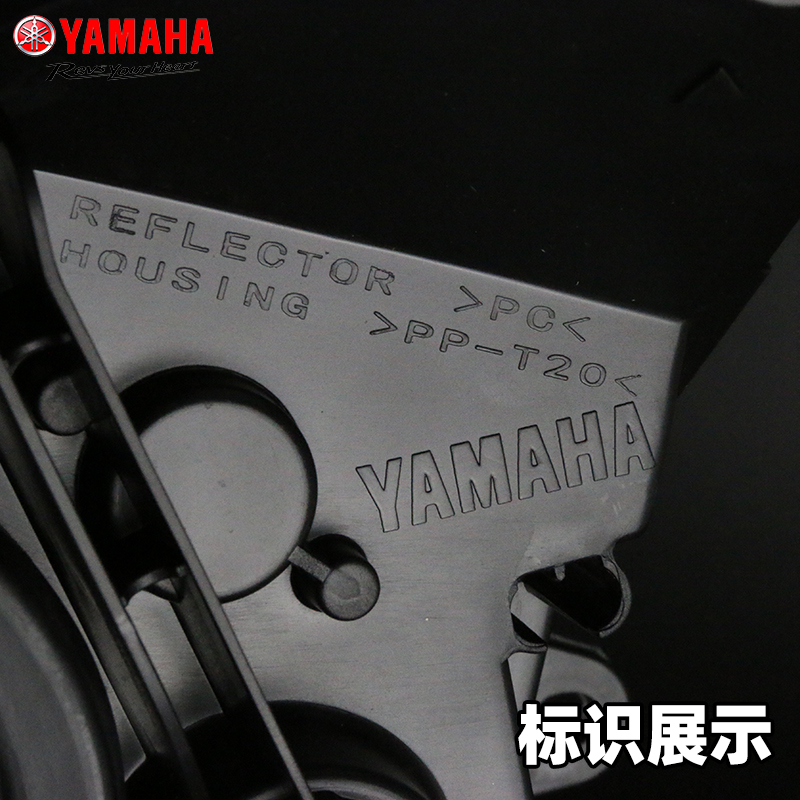 YAMAHA
Revs Your Heart
REFLECTOR >PC<
HOUSING >PP-T20<
YAMAHA
标识展示